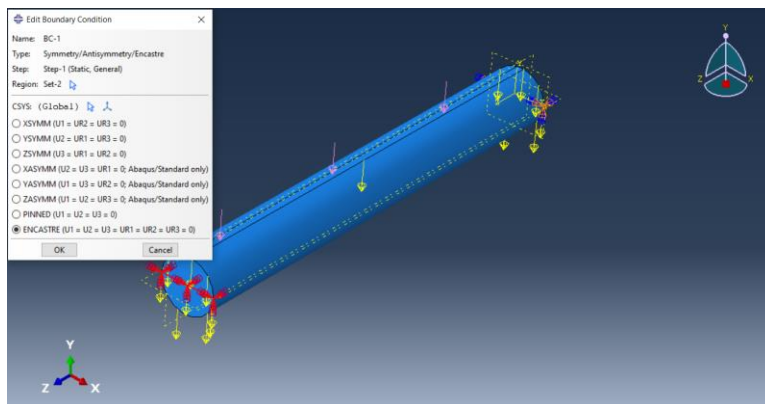 Edit Boundary Condition
Name: BC-1
Type: Symmetry/Antisymmetry/Encastre
Step: Step-1 (Static, General)
Region: Set-2
CSYS: (Global)
XSYMM (U1 = UR2 = UR3 = 0)
YSYMM (U2 = UR1 = UR3 = 0)
ZSYMM (U3 = UR1 = UR2 = 0)
XASYMM (U2 = U3 = UR1 = 0; Abaqus/Standard only)
YASYMM (U1 = U3 = UR2 = 0; Abaqus/Standard only)
ZASYMM (U1 = U2 = UR3 = 0; Abaqus/Standard only)
PINNED (U1 = U2 = U3 = 0)
ENCASTRE (U1 = U2 = U3 = UR1 = UR2 = UR3 = 0)
OK Cancel
Y
Z X
Y
Z X